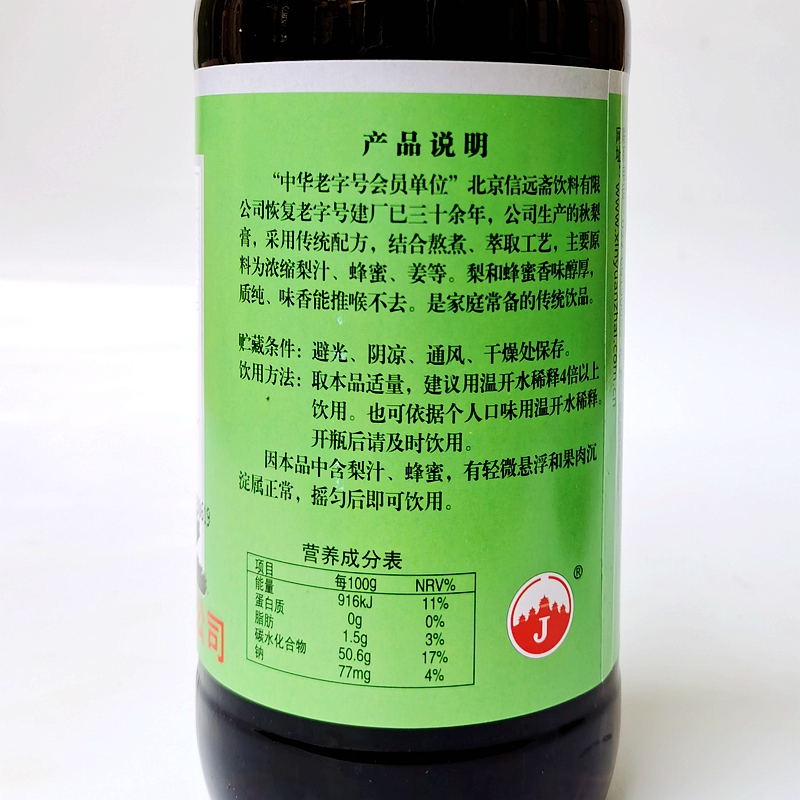 产品说明
“中华老字号会员单位”北京信远斋饮料有限
公司恢复老字号建厂已三十余年，公司生产的秋梨
膏，采用传统配方，结合熬煮、萃取工艺，主要原
料为浓缩梨汁、蜂蜜、姜等。梨和蜂蜜香味醇厚，
质纯、味香能推喉不去。是家庭常备的传统饮品。
贮藏条件：避光、阴凉、通风、干燥处保存。
饮用方法：取本品适量，建议用温开水稀释4倍以上
饮用。也可依据个人口味用温开水稀释。
开瓶后请及时饮用。
因本品中含梨汁、蜂蜜，有轻微悬浮和果肉沉
淀属正常，摇匀后即可饮用。
营养成分表
项目 每100g NRV%
能量 916kJ 11%
蛋白质 0g 0%
脂肪 1.5g 3%
碳水化合物 50.6g 17%
钠 77mg 4%
J ®
公司
www.xinyuanzhai.com.cn